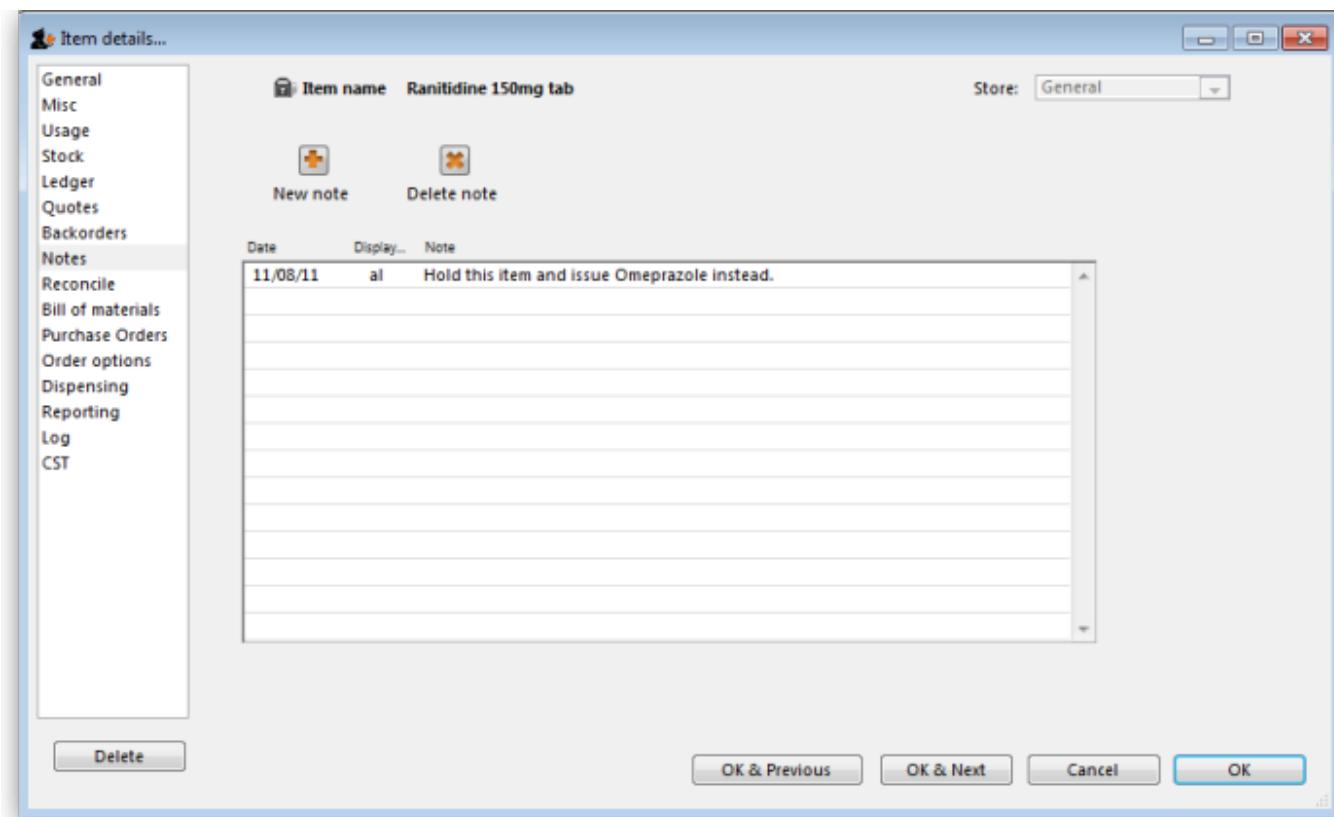 Item details...
General
Misc
Usage
Stock
Ledger
Quotes
Backorders
Notes
Reconcile
Bill of materials
Purchase Orders
Order options
Dispensing
Reporting
Log
CST
Delete
Item name Ranitidine 150mg tab
Store: General
New note Delete note
Date Display... Note
11/08/11 al Hold this item and issue Omeprazole instead.
OK & Previous OK & Next Cancel OK